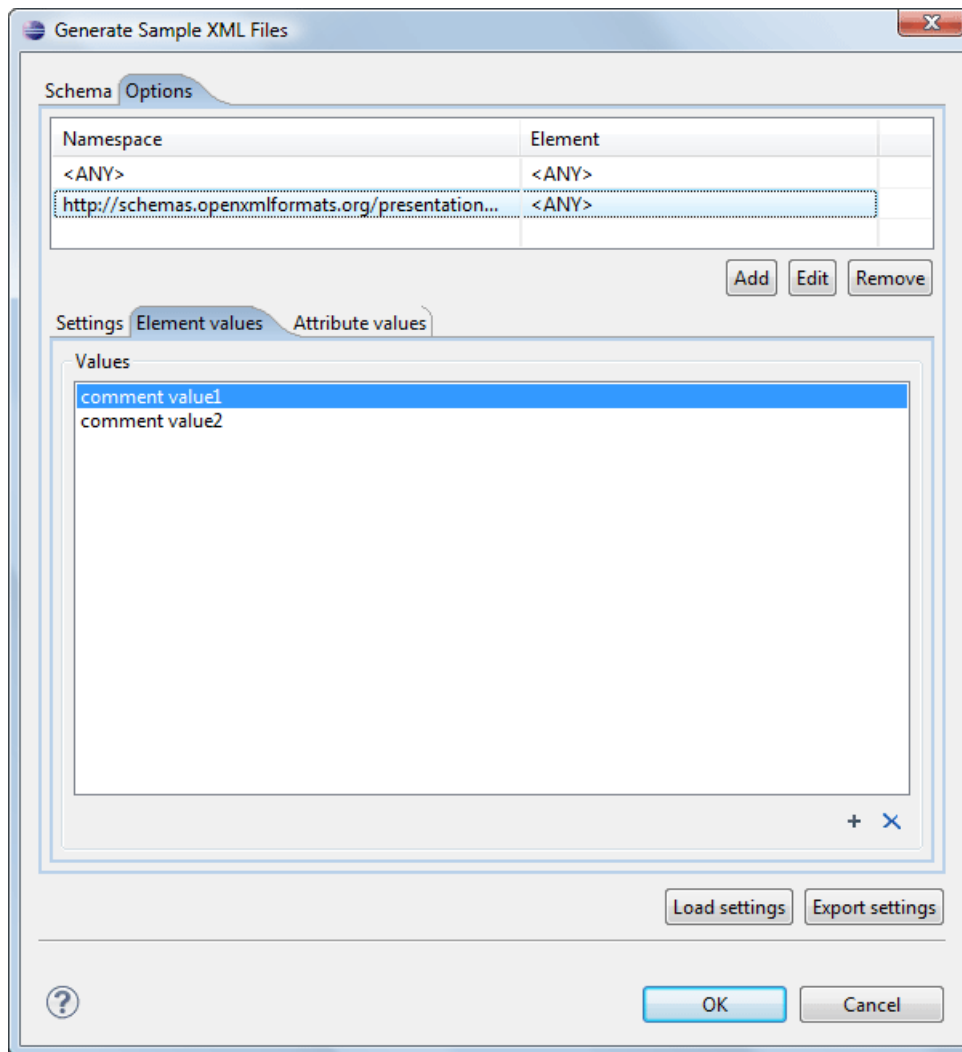 Generate Sample XML Files
Schema Options
Namespace Element
<ANY> <ANY>
http://schemas.openxmlformats.org/presentation... <ANY>
Add Edit Remove
Settings Element values Attribute values
Values
comment value1
comment value2
Load settings Export settings
OK Cancel